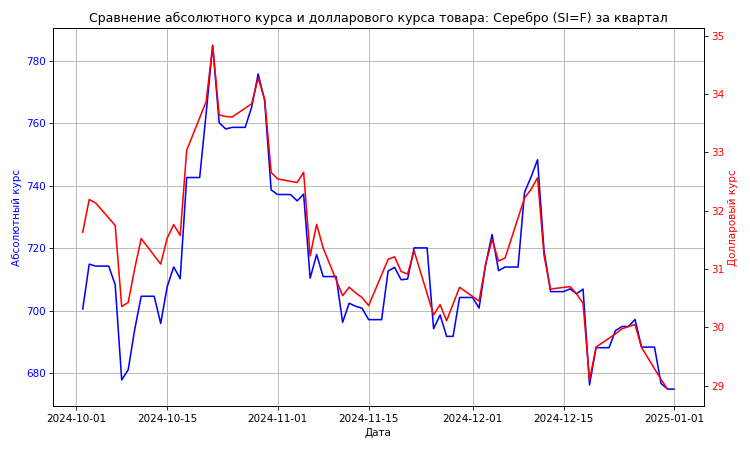 Сравнение абсолютного курса и долларового курса товара: Серебро (SI=F) за квартал
Абсолютный курс
780
760
740
720
700
680
35
34
33
32
31
30
29
Долларовый курс
2024-10-01 2024-10-15 2024-11-01 2024-11-15 2024-12-01 2024-12-15 2025-01-01
Дата